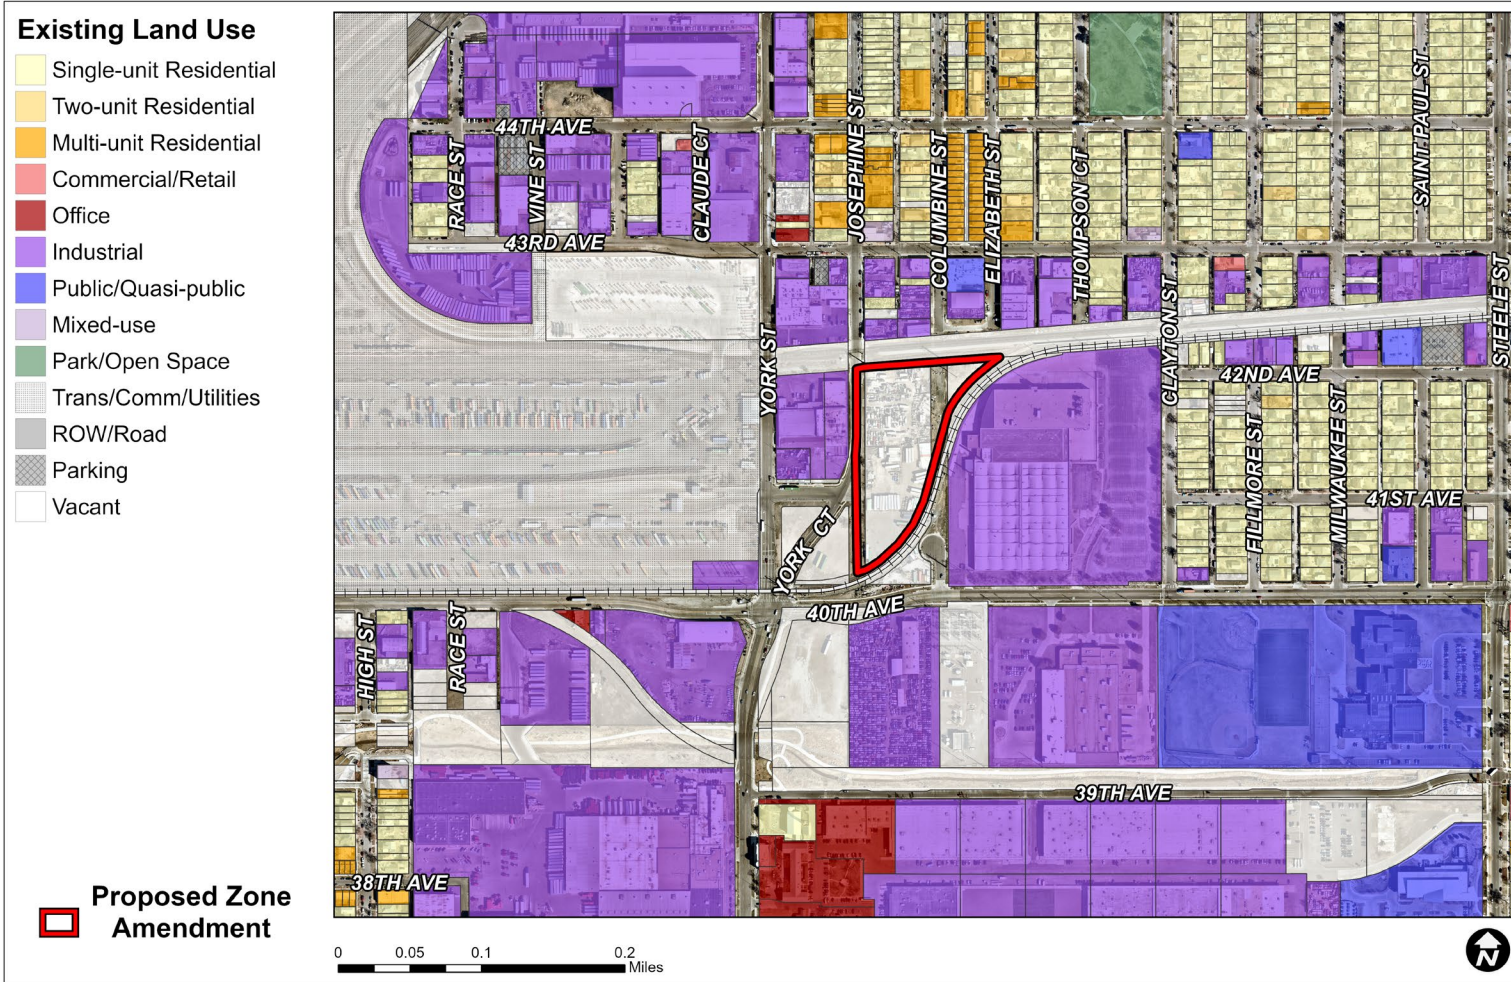 Existing Land Use
Single-unit Residential
Two-unit Residential
Multi-unit Residential
Commercial/Retail
Office
Industrial
Public/Quasi-public
Mixed-use
Park/Open Space
Trans/Comm/Utilities
ROW/Road
Parking
Vacant
Proposed Zone
Amendment
44TH AVE
RACE ST
VINE ST
CLAUDE CT
43RD AVE
JOSEPHINE ST
COLUMBINE ST
ELIZABETH ST
THOMPSON CT
SAINT PAUL ST
CLAYTON ST
STEELE ST
YORK ST
42ND AVE
FILLMORE ST
MILWAUKEE ST
41ST AVE
YORK CT
40TH AVE
HIGH ST
RACE ST
39TH AVE
38TH AVE
0 0.05 0.1 0.2
Miles
N